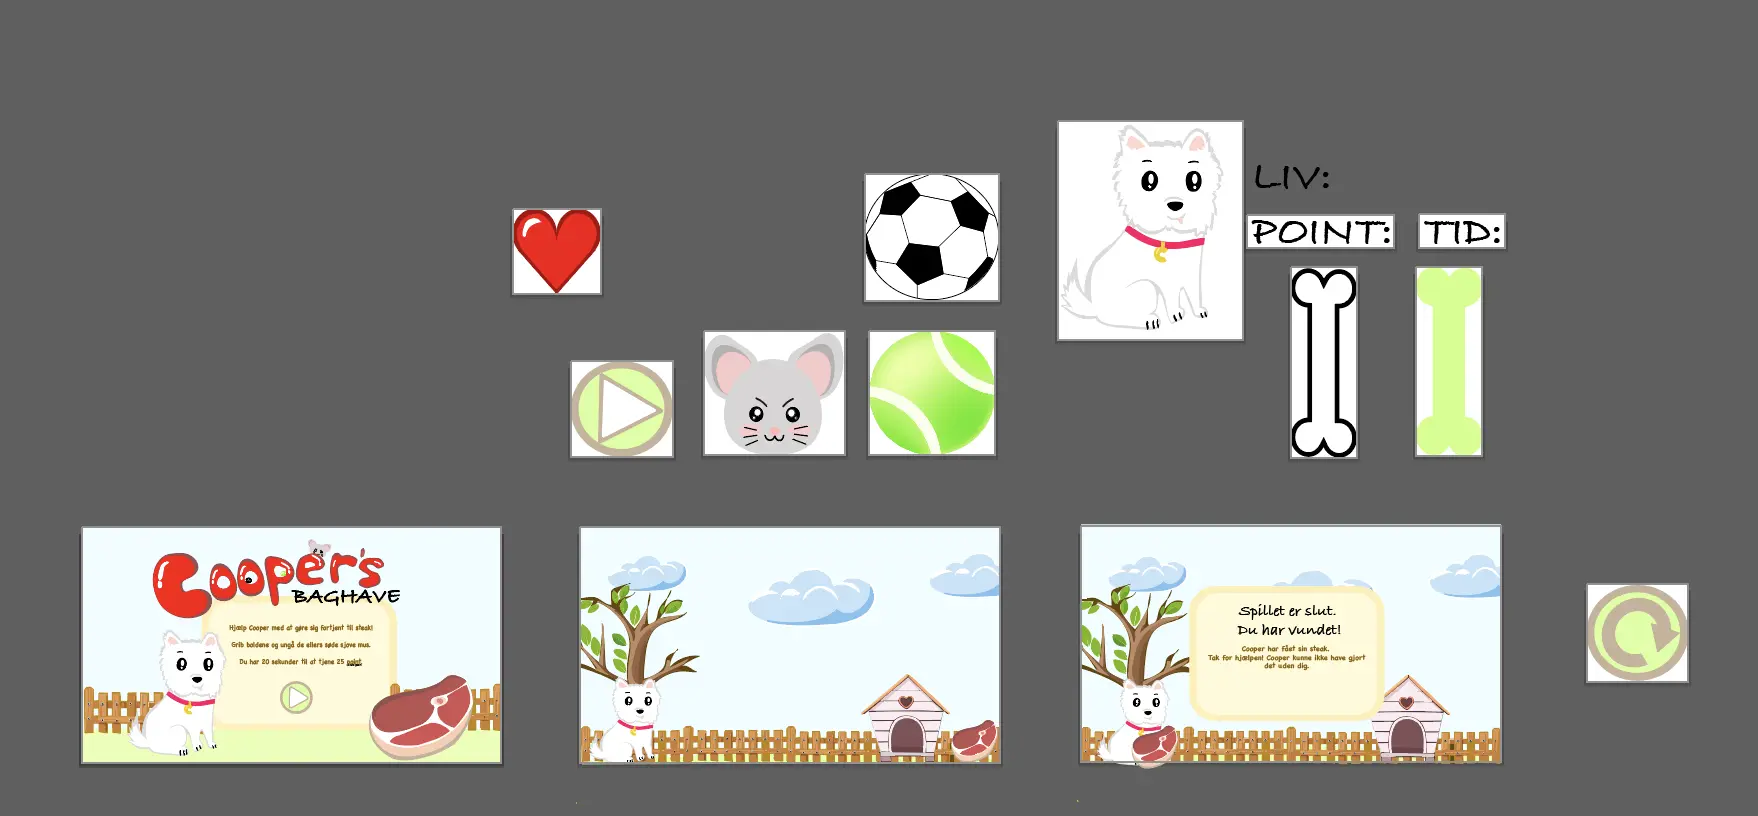 LIV:
POINT:
TID:
Cooper's
BAGHAVE
Hjælp Cooper med at gøre sig fortjent til steak!
Grib boldene og ungå de ellers søde sjove mus.
Du har 20 sekunder til at tjene 25 point.
Spillet er slut.
Du har vundet!
Cooper har fået sin steak.
Tak for hjælpen! Cooper kunne ikke have gjort
det uden dig.